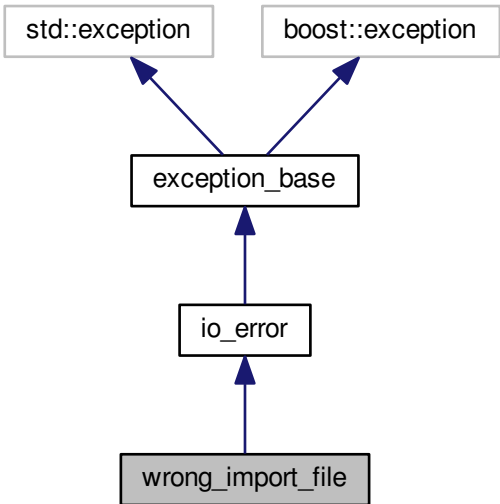 std::exception
boost::exception
exception_base
io_error
wrong_import_file